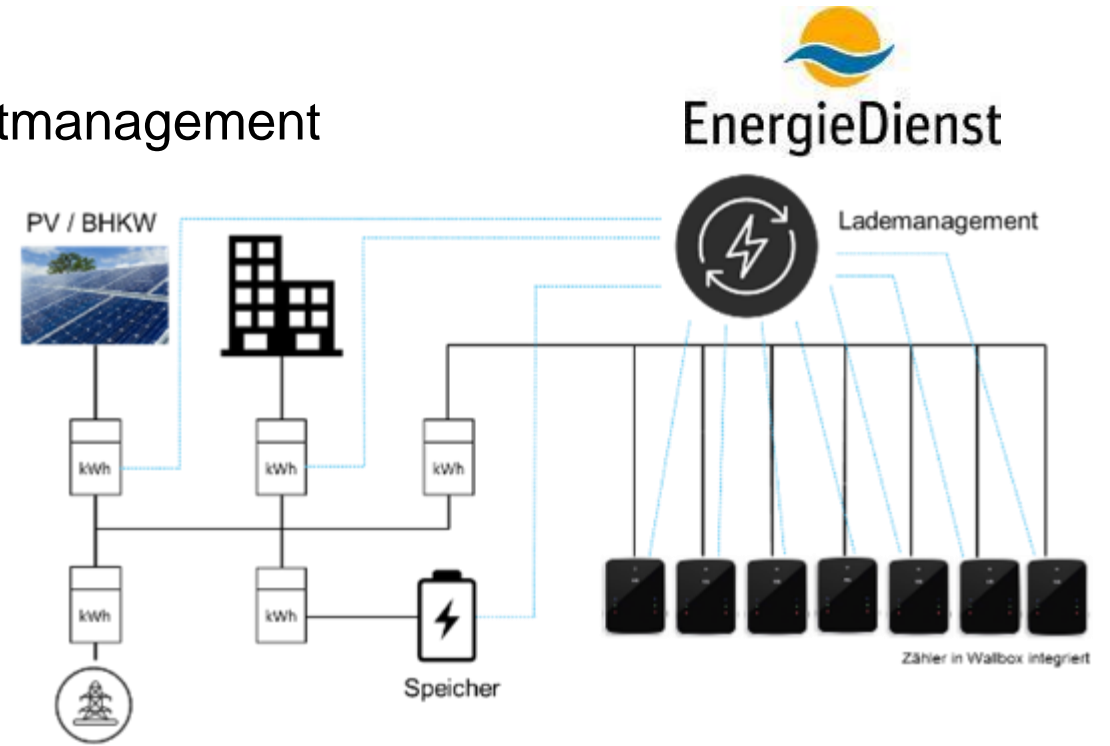 tmanagement
EnergieDienst
PV / BHKW
Lademanagement
kWh
kWh
kWh
kWh
kWh
Speicher
Zähler in Wallbox integriert